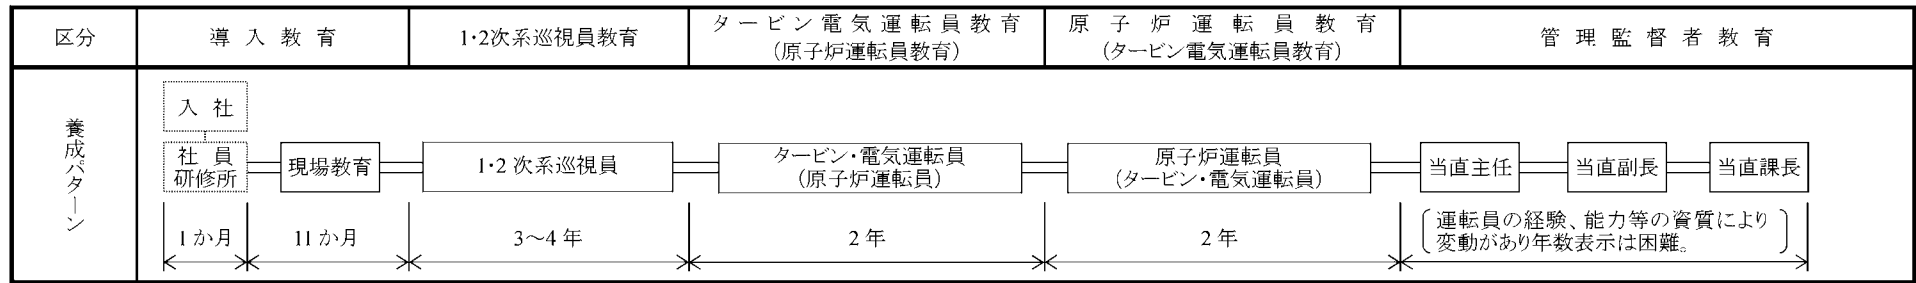 区分
導入教育
1・2次系巡視員教育
タービン電気運転員教育
(原子炉運転員教育)
原子炉運転員教育
(タービン電気運転員教育)
管理監督者教育
養成パターン
入社
社員
研修所
現場教育
1・2次系巡視員
タービン・電気運転員
(原子炉運転員)
原子炉運転員
(タービン・電気運転員)
当直主任
当直副長
当直課長
1か月
11か月
3〜4年
2年
2年
運転員の経験、能力等の資質により
変動があり年数表示は困難。